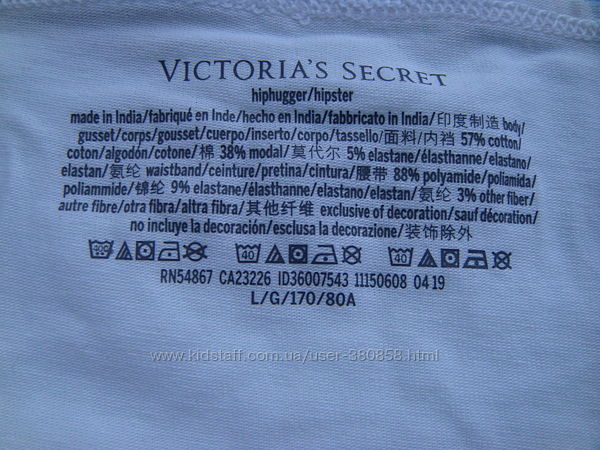 VICTORIA'S SECRET
hiphugger/hipster
made in India/fabriqué en Inde/hecho en India/fabbricato in India/印度制造 body/
gusset/corps/gousset/cuerpo/inserto/corpo/tassello/面料/内裆 57% cotton/
coton/algodón/cotone/棉 38% modal/莫代尔 5% elastane/élasthanne/elastano/
elastan/氨纶 waistband/ceinture/pretina/cintura/腰带 88% polyamide/poliamida/
poliammide/锦纶 9% elastane/élasthanne/elastano/elastan/氨纶 3% other fiber/
autre fibre/otra fibra/altra fibra/其他纤维 exclusive of decoration/sauf décoration/
no incluye la decoración/esclusa la decorazione/装饰除外
40 40 40
RN54867 CA23226 ID36007543 11150608 04 19
L/G/170/80A
www.kidstaff.com.ua/user-380858.html